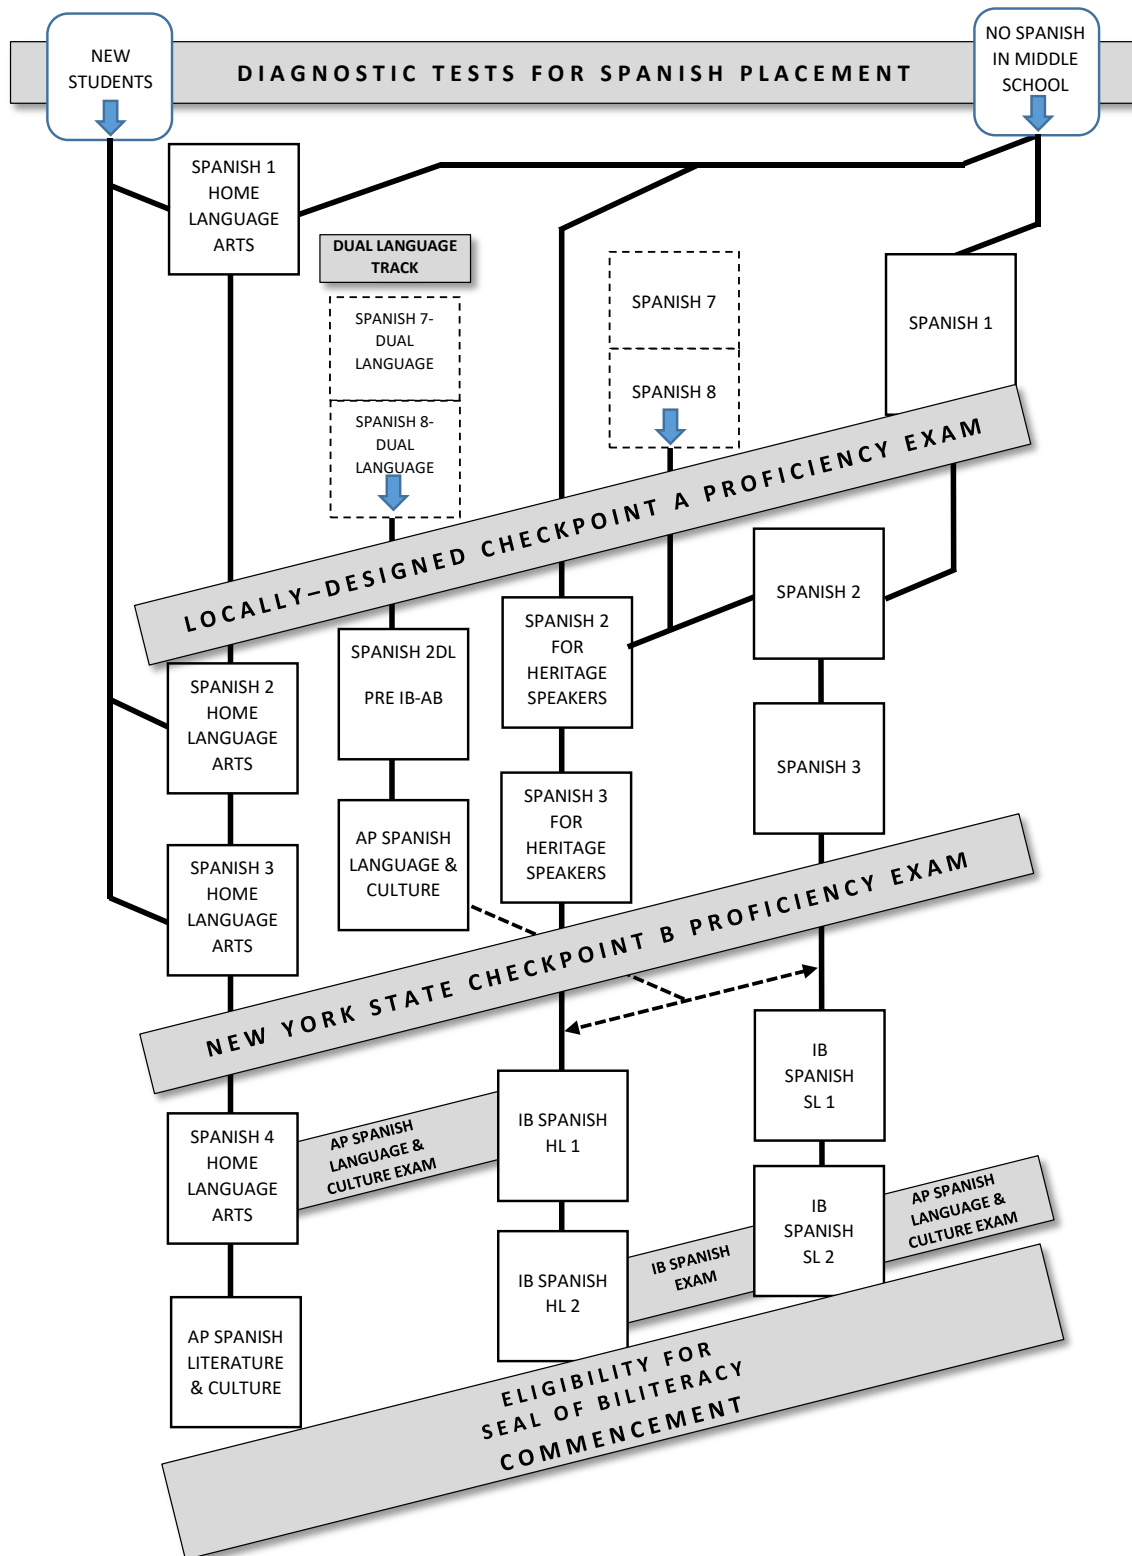 NEW
STUDENTS
DIAGNOSTIC TESTS FOR SPANISH PLACEMENT
NO SPANISH
IN MIDDLE
SCHOOL
SPANISH 1
HOME
LANGUAGE
ARTS
DUAL LANGUAGE
TRACK
SPANISH 7-
DUAL
LANGUAGE
SPANISH 8-
DUAL
LANGUAGE
SPANISH 7
SPANISH 8
SPANISH 1
LOCALLY–DESIGNED CHECKPOINT A PROFICIENCY EXAM
SPANISH 2
HOME
LANGUAGE
ARTS
SPANISH 2DL
PRE IB-AB
SPANISH 2
FOR
HERITAGE
SPEAKERS
SPANISH 2
SPANISH 3
HOME
LANGUAGE
ARTS
AP SPANISH
LANGUAGE &
CULTURE
SPANISH 3
FOR
HERITAGE
SPEAKERS
SPANISH 3
NEW YORK STATE CHECKPOINT B PROFICIENCY EXAM
SPANISH 4
HOME
LANGUAGE
ARTS
AP SPANISH
LANGUAGE &
CULTURE EXAM
IB SPANISH
HL 1
IB
SPANISH
SL 1
IB SPANISH
HL 2
IB SPANISH
EXAM
IB
SPANISH
SL 2
AP SPANISH
LANGUAGE &
CULTURE EXAM
AP SPANISH
LITERATURE
& CULTURE
ELIGIBILITY FOR
SEAL OF BILITERACY
COMMENCEMENT